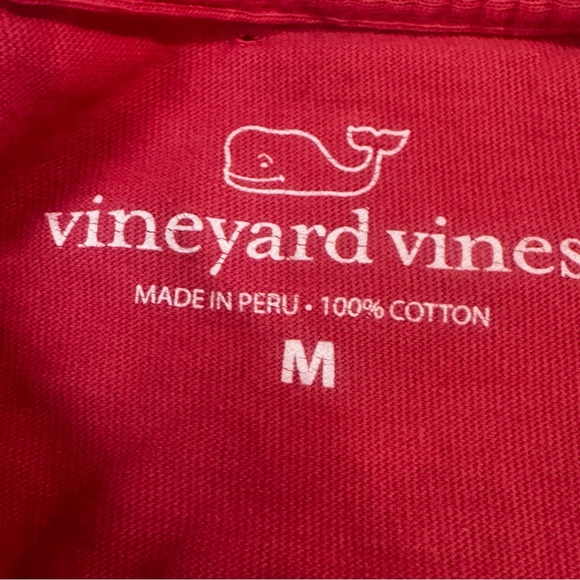 vineyard vines
MADE IN PERU • 100% COTTON
M